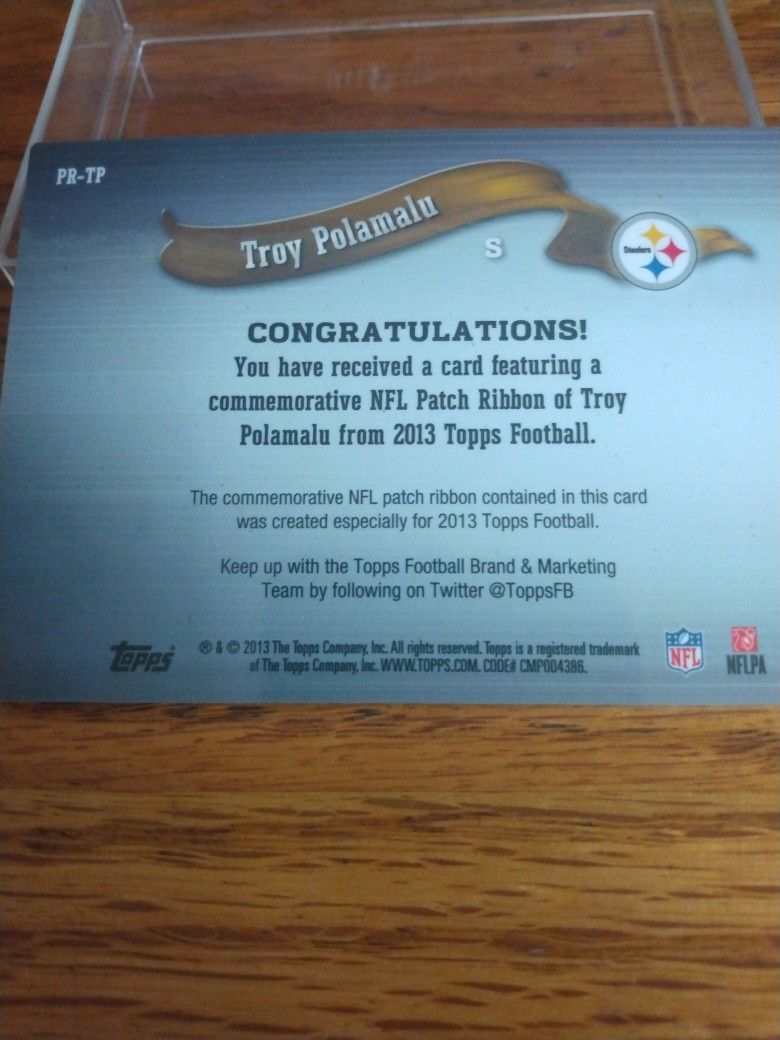 PR-TP
Troy Polamalu
S
Steelers
CONGRATULATIONS!
You have received a card featuring a
commemorative NFL Patch Ribbon of Troy
Polamalu from 2013 Topps Football.
The commemorative NFL patch ribbon contained in this card
was created especially for 2013 Topps Football.
Keep up with the Topps Football Brand & Marketing
Team by following on Twitter @ToppsFB
Topps
® & © 2013 The Topps Company, Inc. All rights reserved. Topps is a registered trademark
of The Topps Company, Inc. WWW.TOPPS.COM. CODE# CMP004386.
NFL
NFLPA